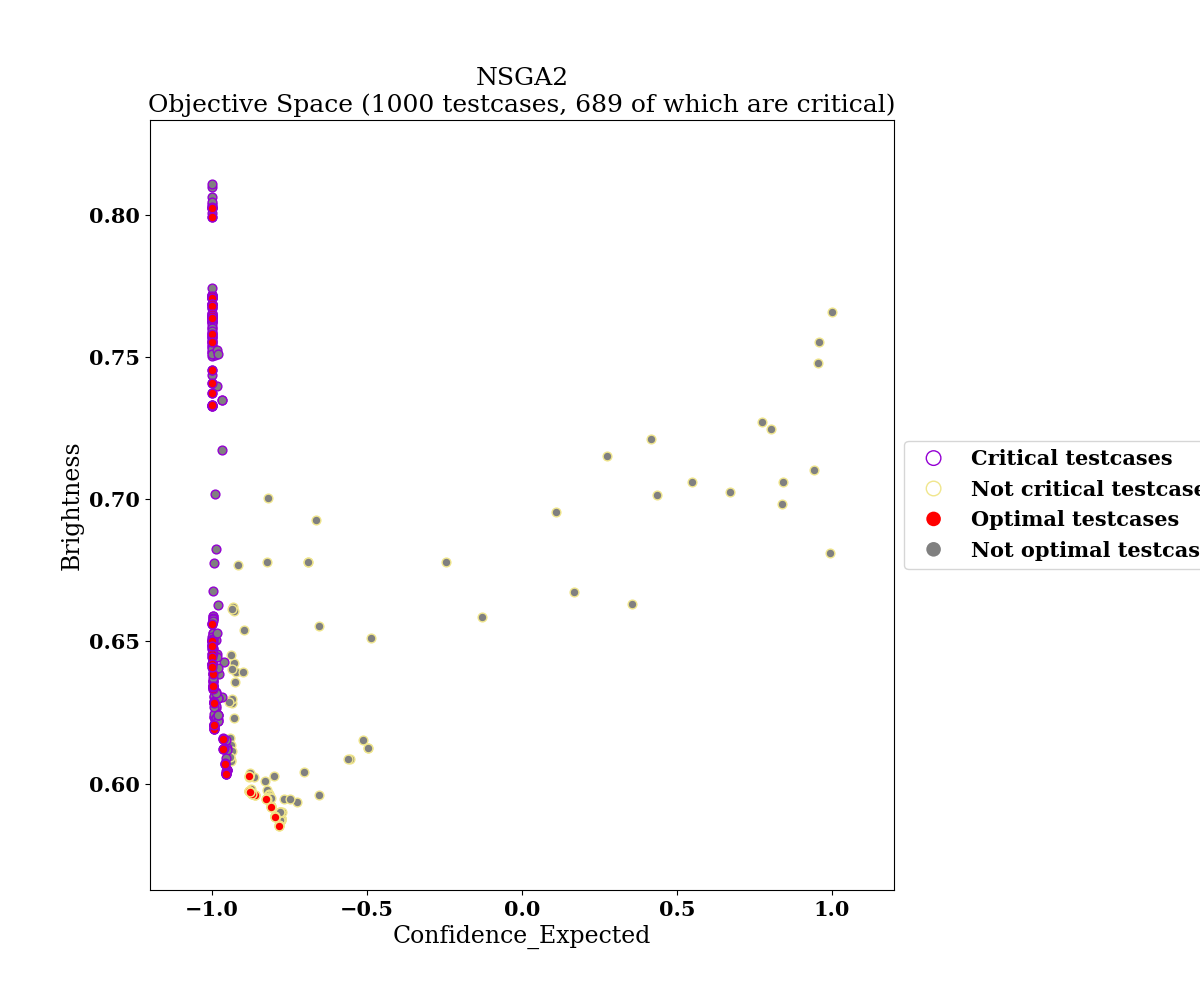 NSGA2
Objective Space (1000 testcases, 689 of which are critical)
0.80
0.75
0.70
0.65
0.60
Brightness
−1.0
−0.5
0.0
0.5
1.0
Confidence_Expected
Critical testcases
Not critical testcase
Optimal testcases
Not optimal testcas